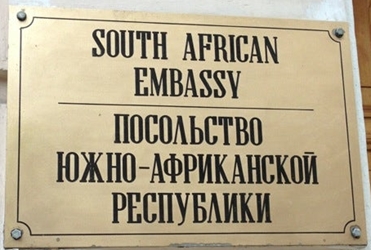 SOUTH AFRICAN
EMBASSY
ПОСОЛЬСТВО
ЮЖНО-АФРИКАНСКОЙ
РЕСПУБЛИКИ